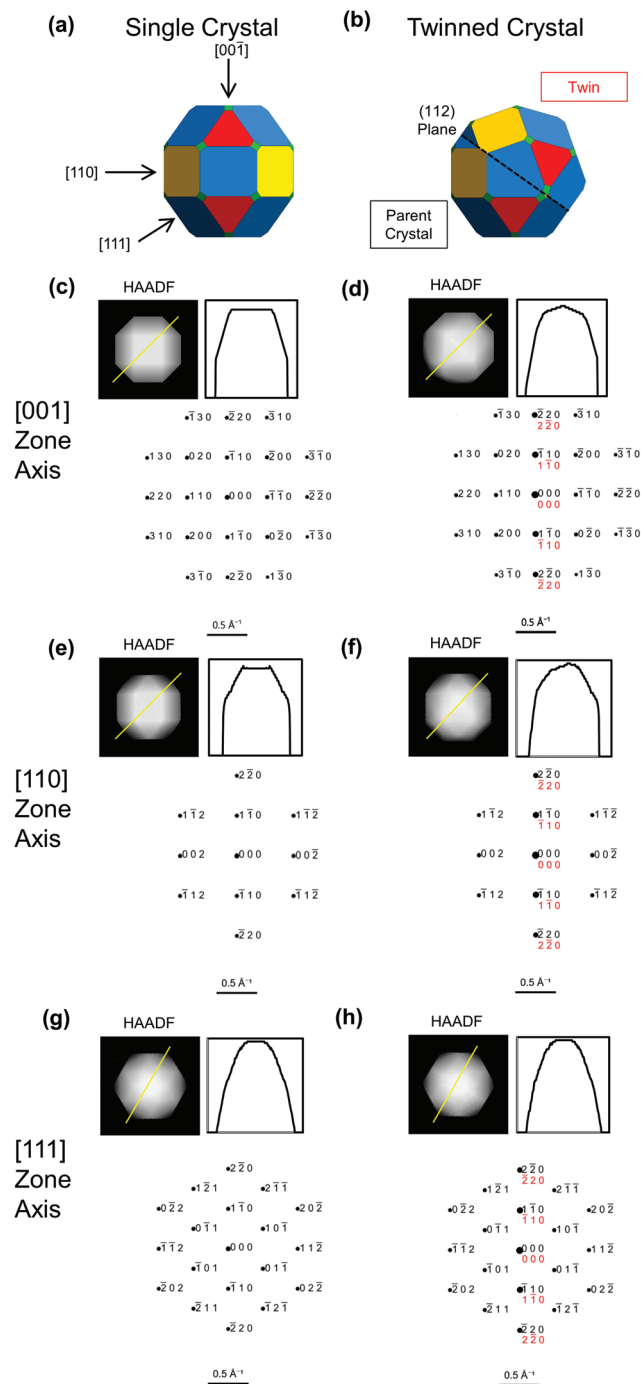 (a) Single Crystal
[001̄]
[110]
[111]
(b) Twinned Crystal
Twin
(112)
Plane
Parent
Crystal
(c)
HAADF
[001]
Zone
Axis
1̄ 3 0 2̄ 2 0 3̄ 1 0
1 3 0 0 2 0 1̄ 1 0 2̄ 0 0 3̄ 1̄ 0
2 2 0 1 1 0 0 0 0 1̄ 1̄ 0 2̄ 2̄ 0
3 1 0 2 0 0 1 1̄ 0 0 2̄ 0 1̄ 3̄ 0
3 1̄ 0 2 2̄ 0 1 3̄ 0
0.5 Å⁻¹
(d)
HAADF
1̄ 3 0 2̄ 2 0 3̄ 1 0
2 2̄ 0
1 3 0 0 2 0 1̄ 1 0 2̄ 0 0 3̄ 1̄ 0
1 1̄ 0
2 2 0 1 1 0 0 0 0 1̄ 1̄ 0 2̄ 2̄ 0
0 0 0
3 1 0 2 0 0 1 1̄ 0 0 2̄ 0 1̄ 3̄ 0
1̄ 1 0
3 1̄ 0 2 2̄ 0 1 3̄ 0
2̄ 2 0
0.5 Å⁻¹
(e)
HAADF
[110]
Zone
Axis
2 2̄ 0
1 1̄ 2 1 1̄ 0 1 1̄ 2̄
0 0 2 0 0 0 0 0 2̄
1̄ 1 2 1̄ 1 0 1̄ 1 2̄
2̄ 2 0
0.5 Å⁻¹
(f)
HAADF
2 2̄ 0
2̄ 2 0
1 1̄ 2 1 1̄ 0 1 1̄ 2̄
1̄ 1 0
0 0 2 0 0 0 0 0 2̄
0 0 0
1̄ 1 2 1̄ 1 0 1̄ 1 2̄
1 1̄ 0
2̄ 2 0
2 2̄ 0
0.5 Å⁻¹
(g)
HAADF
[111]
Zone
Axis
2 2̄ 0
1 2̄ 1 2 1̄ 1̄
0 2̄ 2 1 1̄ 0 2 0 2̄
0 1̄ 1 1 0 1̄
1̄ 1̄ 2 0 0 0 1 1 2̄
1̄ 0 1 0 1 1̄
2̄ 0 2 1̄ 1 0 0 2 2̄
2̄ 1 1 1̄ 2 1̄
2̄ 2 0
0.5 Å⁻¹
(h)
HAADF
2 2̄ 0
2̄ 2 0
1 2̄ 1 2 1̄ 1̄
0 2̄ 2 1 1̄ 0 2 0 2̄
1̄ 1 0
0 1̄ 1 1 0 1̄
1̄ 1̄ 2 0 0 0 1 1 2̄
0 0 0
1̄ 0 1 0 1 1̄
2̄ 0 2 1̄ 1 0 0 2 2̄
1 1̄ 0
2̄ 1 1 1̄ 2 1̄
2̄ 2 0
2 2̄ 0
0.5 Å⁻¹